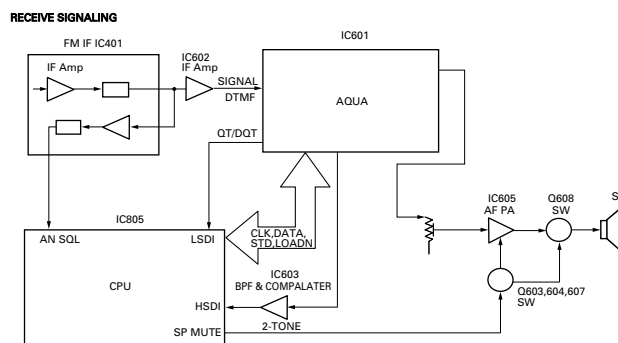 RECEIVE SIGNALING
FM IF IC401
IF Amp
IC602
IF Amp
IC601
SIGNAL
DTMF
AQUA
QT/DQT
IC605
AF PA
Q608
SW
S
IC805
AN SQL
LSDI
CLK,DATA,
STD,LOADN
CPU
IC603
BPF & COMPALATER
HSDI
2-TONE
SP MUTE
Q603,604,607
SW